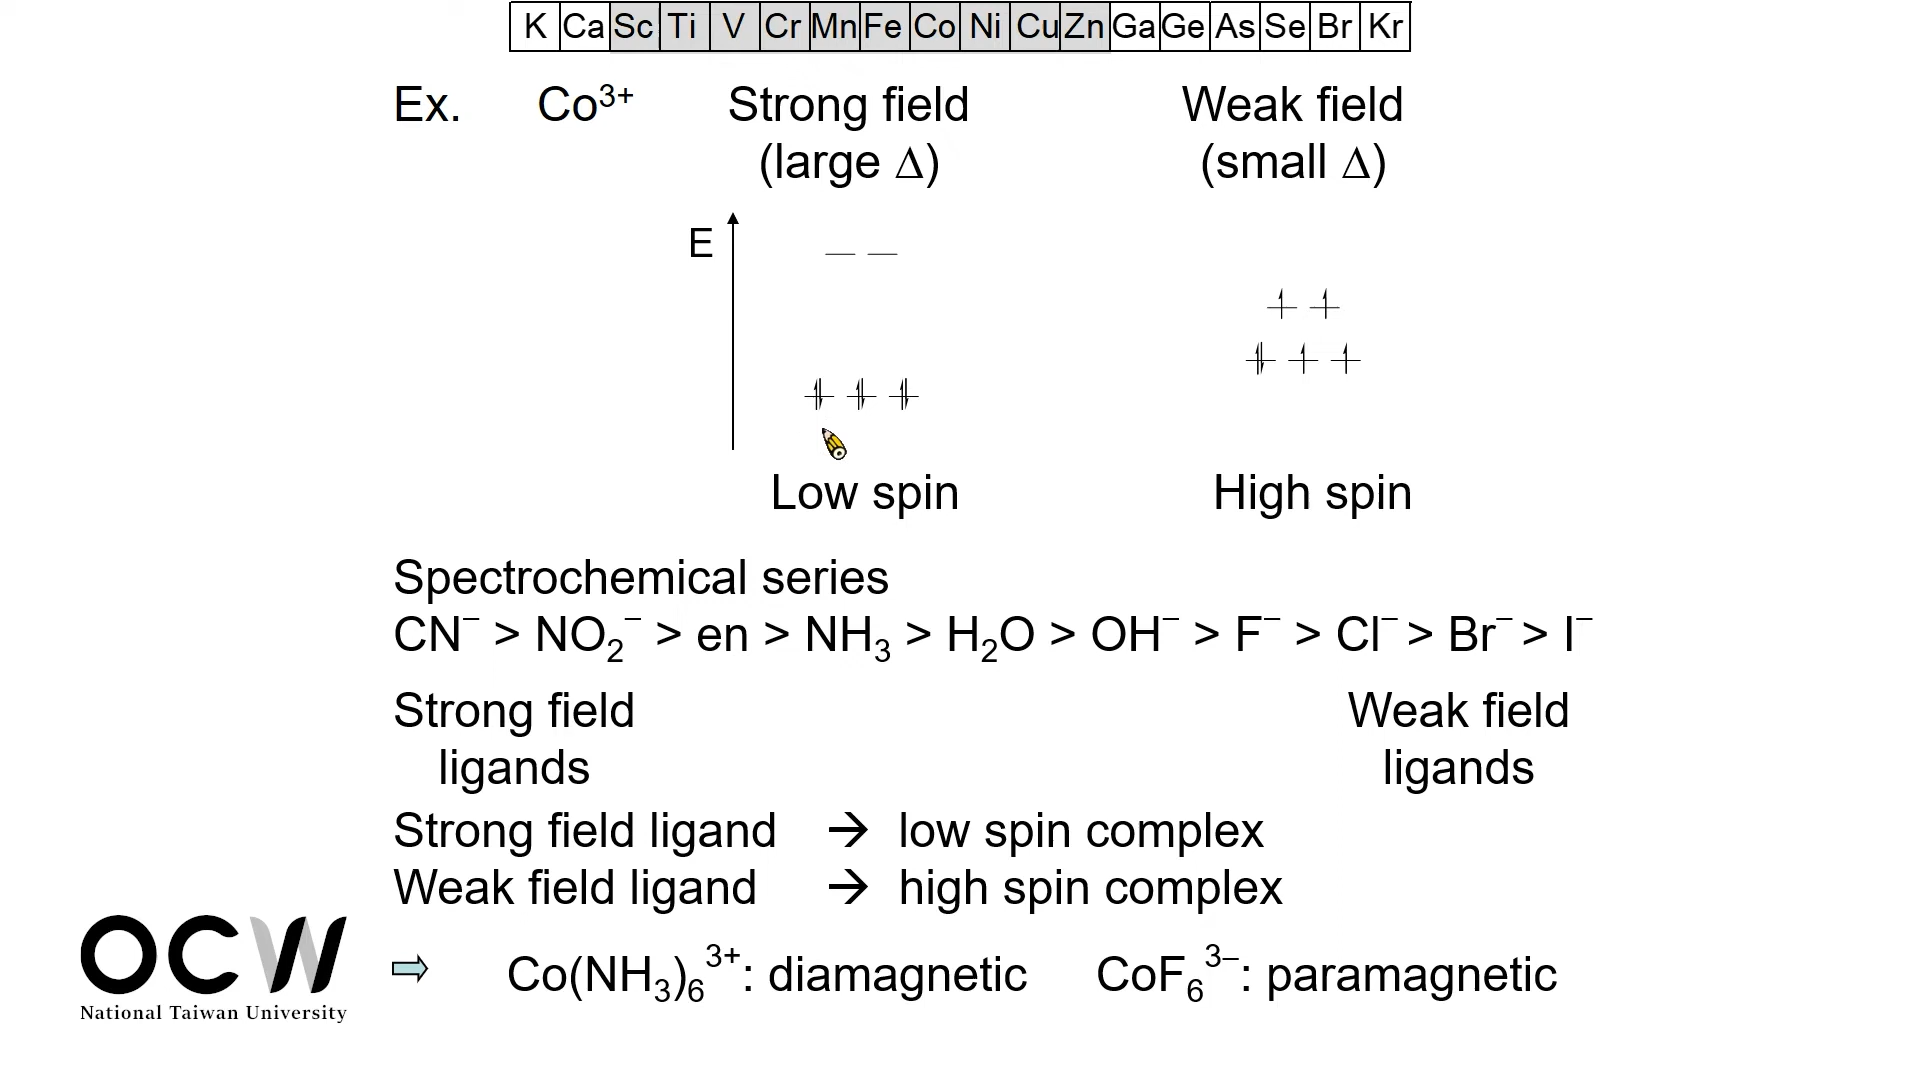 K Ca Sc Ti V Cr Mn Fe Co Ni Cu Zn Ga Ge As Se Br Kr
Ex. Co³⁺ Strong field Weak field
(large Δ) (small Δ)
E
Low spin High spin
Spectrochemical series
CN⁻ > NO₂⁻ > en > NH₃ > H₂O > OH⁻ > F⁻ > Cl⁻ > Br⁻ > I⁻
Strong field Weak field
ligands ligands
Strong field ligand → low spin complex
Weak field ligand → high spin complex
⇨ Co(NH₃)₆³⁺: diamagnetic CoF₆³⁻: paramagnetic
OCW
National Taiwan University